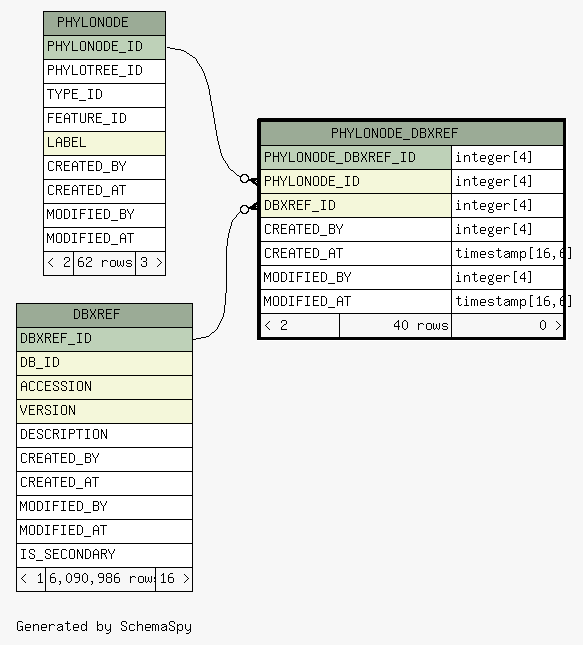 PHYLONODE
PHYLONODE_ID
PHYLOTREE_ID
TYPE_ID
FEATURE_ID
LABEL
CREATED_BY
CREATED_AT
MODIFIED_BY
MODIFIED_AT
< 2 62 rows 3 >
PHYLONODE_DBXREF
PHYLONODE_DBXREF_ID integer[4]
PHYLONODE_ID integer[4]
DBXREF_ID integer[4]
CREATED_BY integer[4]
CREATED_AT timestamp[16,6]
MODIFIED_BY integer[4]
MODIFIED_AT timestamp[16,6]
< 2 40 rows 0 >
DBXREF
DBXREF_ID
DB_ID
ACCESSION
VERSION
DESCRIPTION
CREATED_BY
CREATED_AT
MODIFIED_BY
MODIFIED_AT
IS_SECONDARY
< 1 6,090,986 rows 16 >
Generated by SchemaSpy